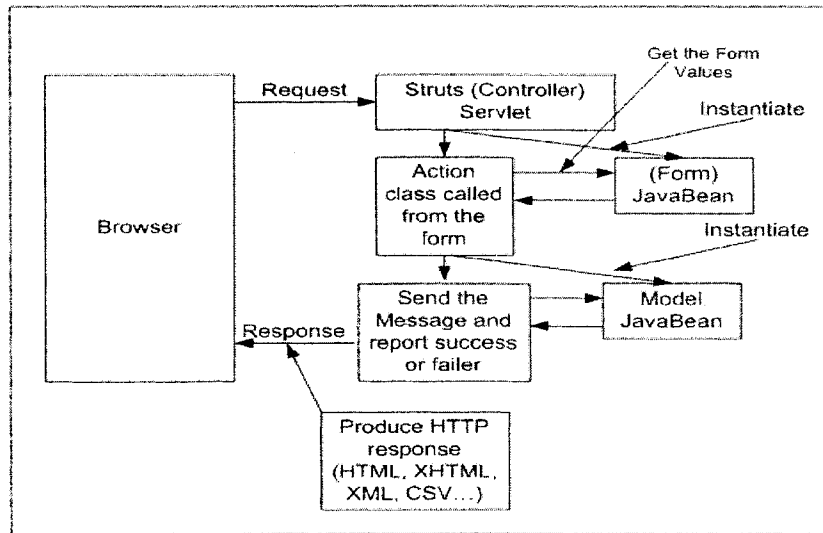 Get the Form
Values
Request
Struts (Controller)
Servlet
Instantiate
Browser
Action
class called
from the
form
(Form)
JavaBean
Instantiate
Response
Send the
Message and
report success
or failer
Model
JavaBean
Produce HTTP
response
(HTML, XHTML,
XML, CSV...)